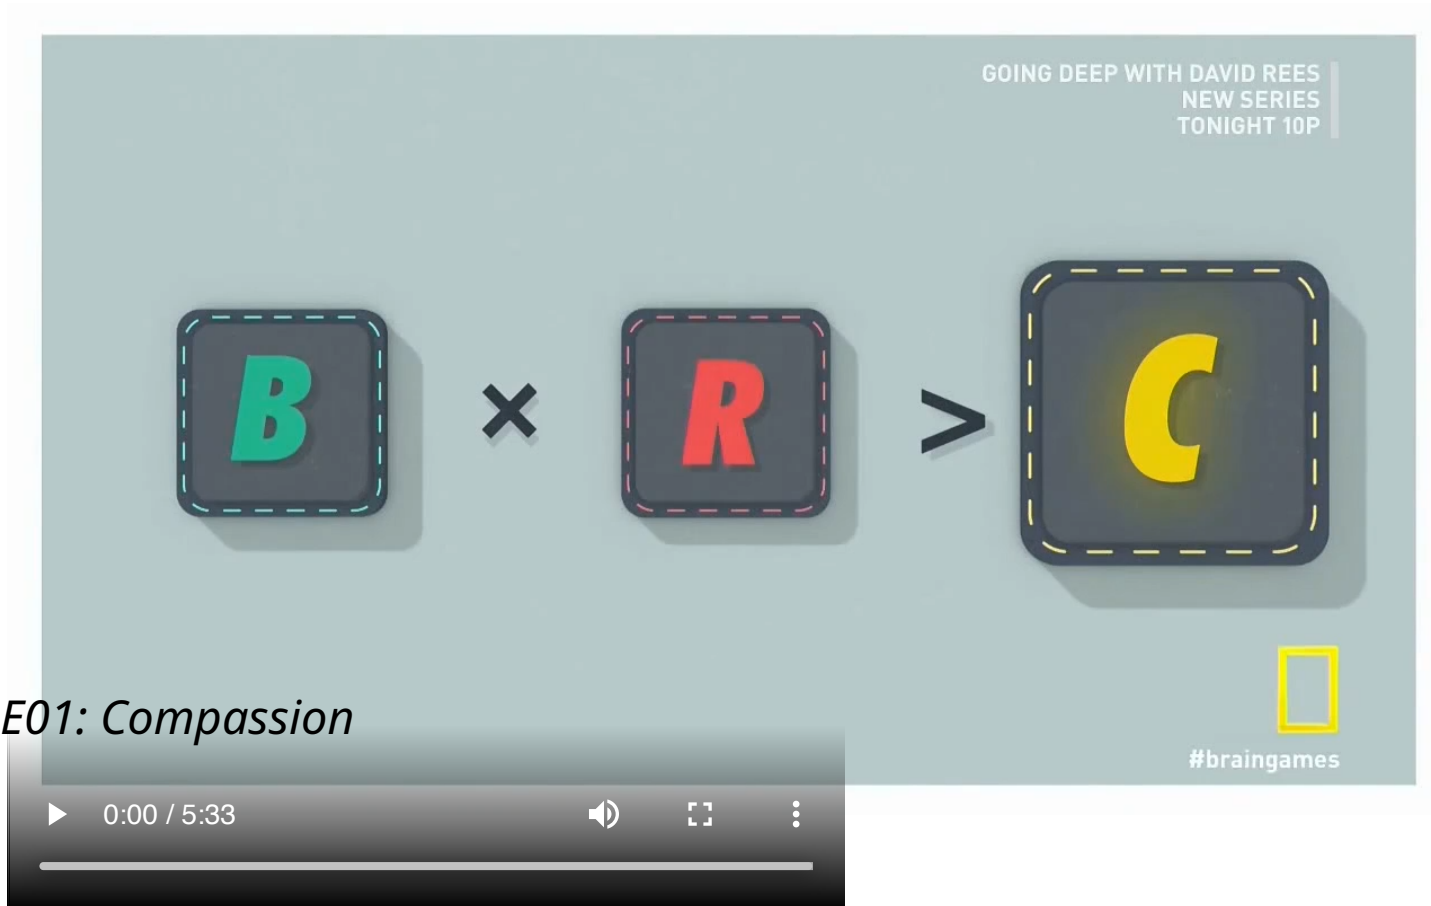 GOING DEEP WITH DAVID REES
NEW SERIES
TONIGHT 10P
B × R > C
E01: Compassion
#braingames
0:00 / 5:33